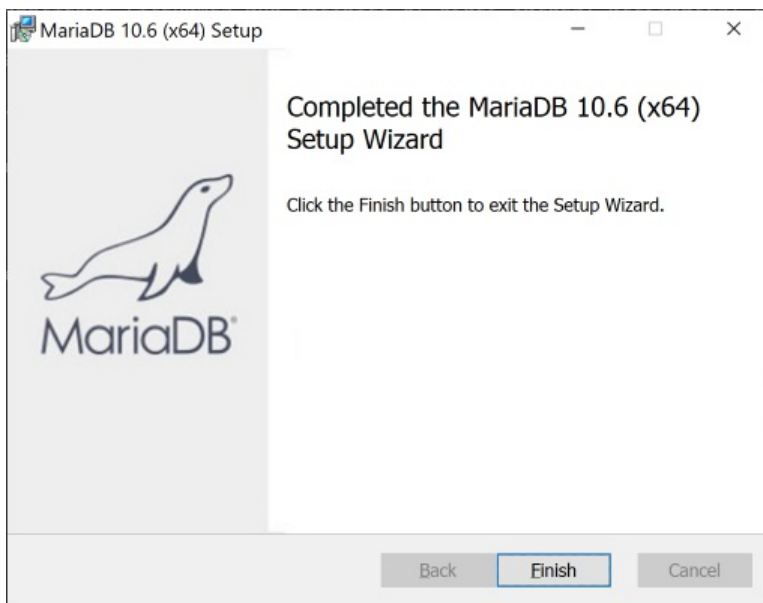 MariaDB 10.6 (x64) Setup
Completed the MariaDB 10.6 (x64)
Setup Wizard
Click the Finish button to exit the Setup Wizard.
MariaDB®
Back Finish Cancel